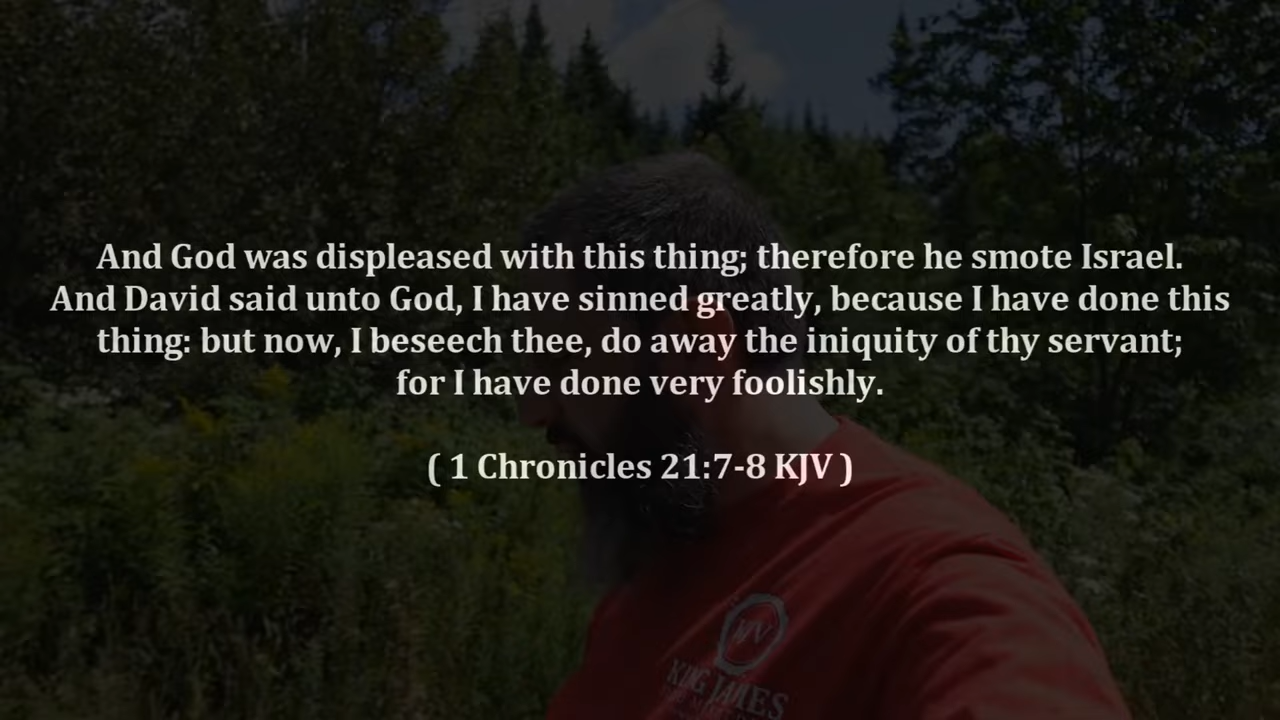 And God was displeased with this thing; therefore he smote Israel.
And David said unto God, I have sinned greatly, because I have done this
thing: but now, I beseech thee, do away the iniquity of thy servant;
for I have done very foolishly.
( 1 Chronicles 21:7-8 KJV )
KJV
KING JAMES